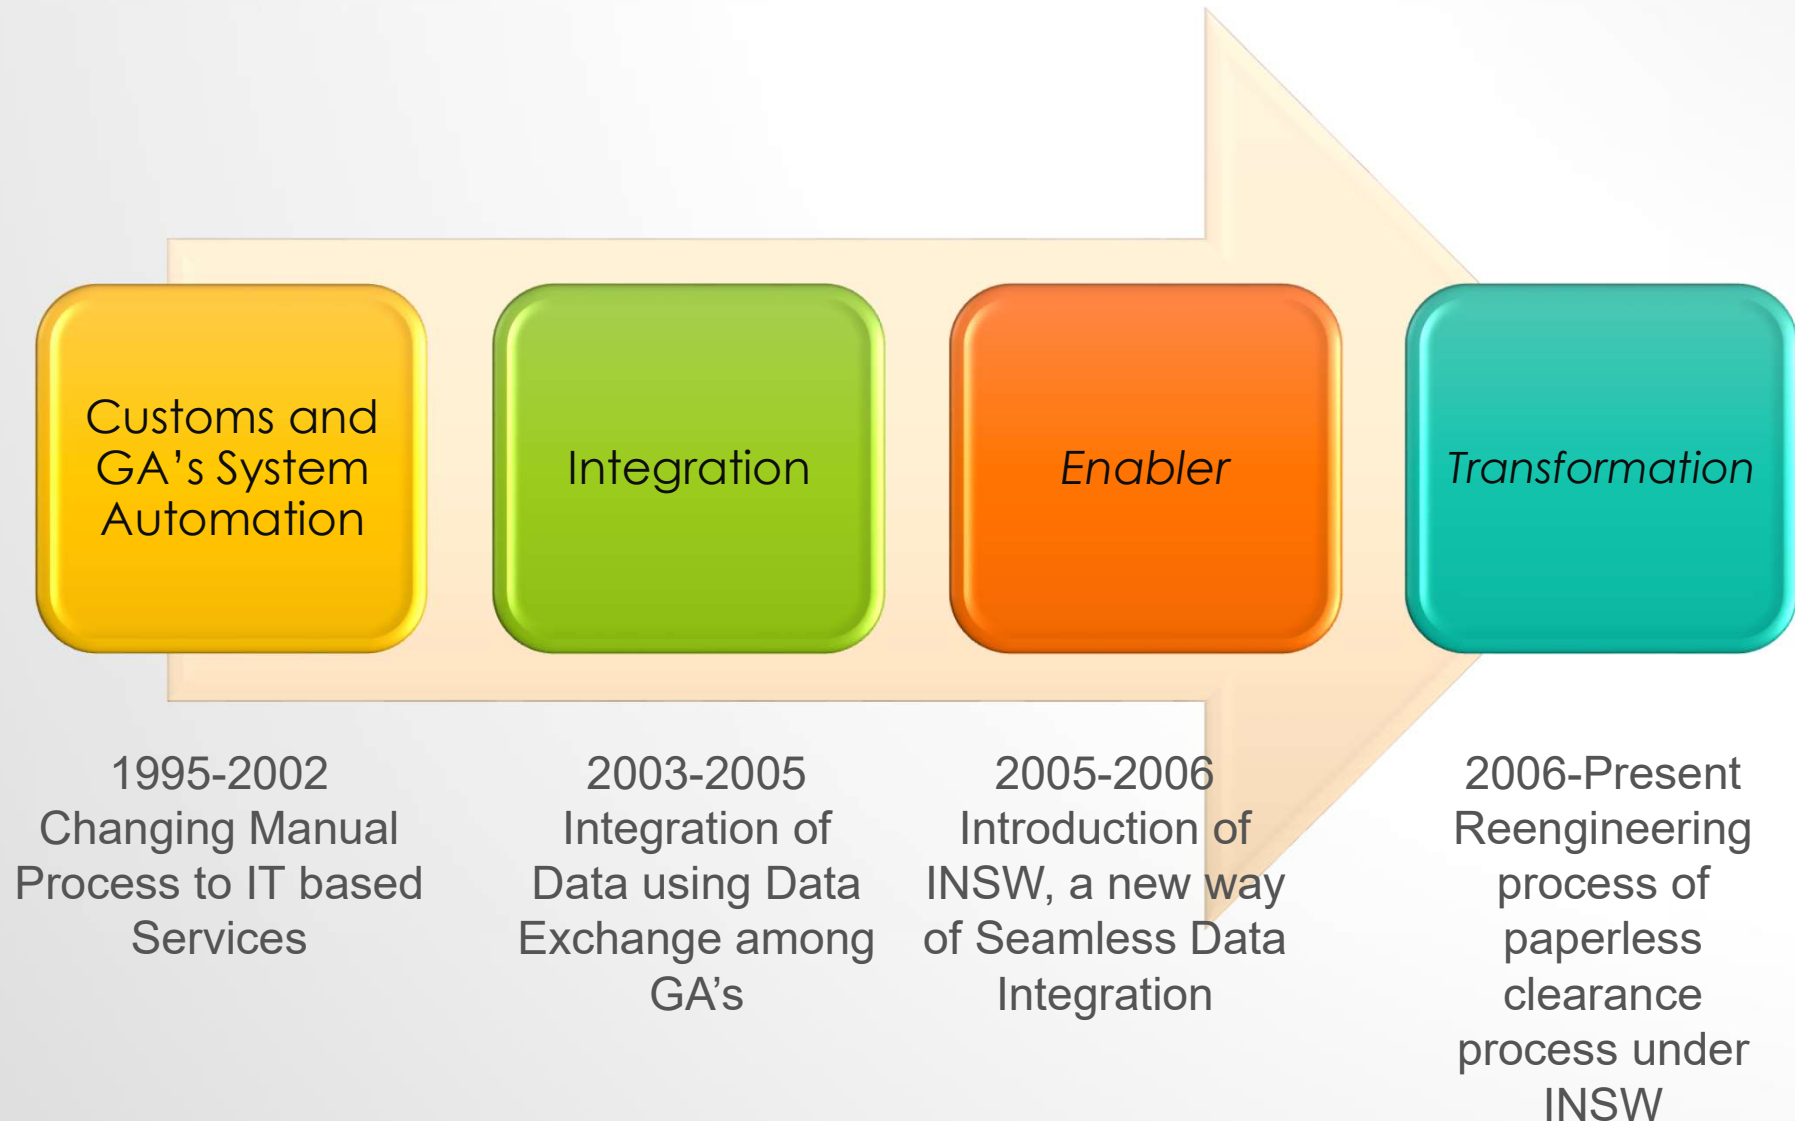 Customs and
GA’s System
Automation
Integration
Enabler
Transformation
1995-2002
Changing Manual
Process to IT based
Services
2003-2005
Integration of
Data using Data
Exchange among
GA’s
2005-2006
Introduction of
INSW, a new way
of Seamless Data
Integration
2006-Present
Reengineering
process of
paperless
clearance
process under
INSW